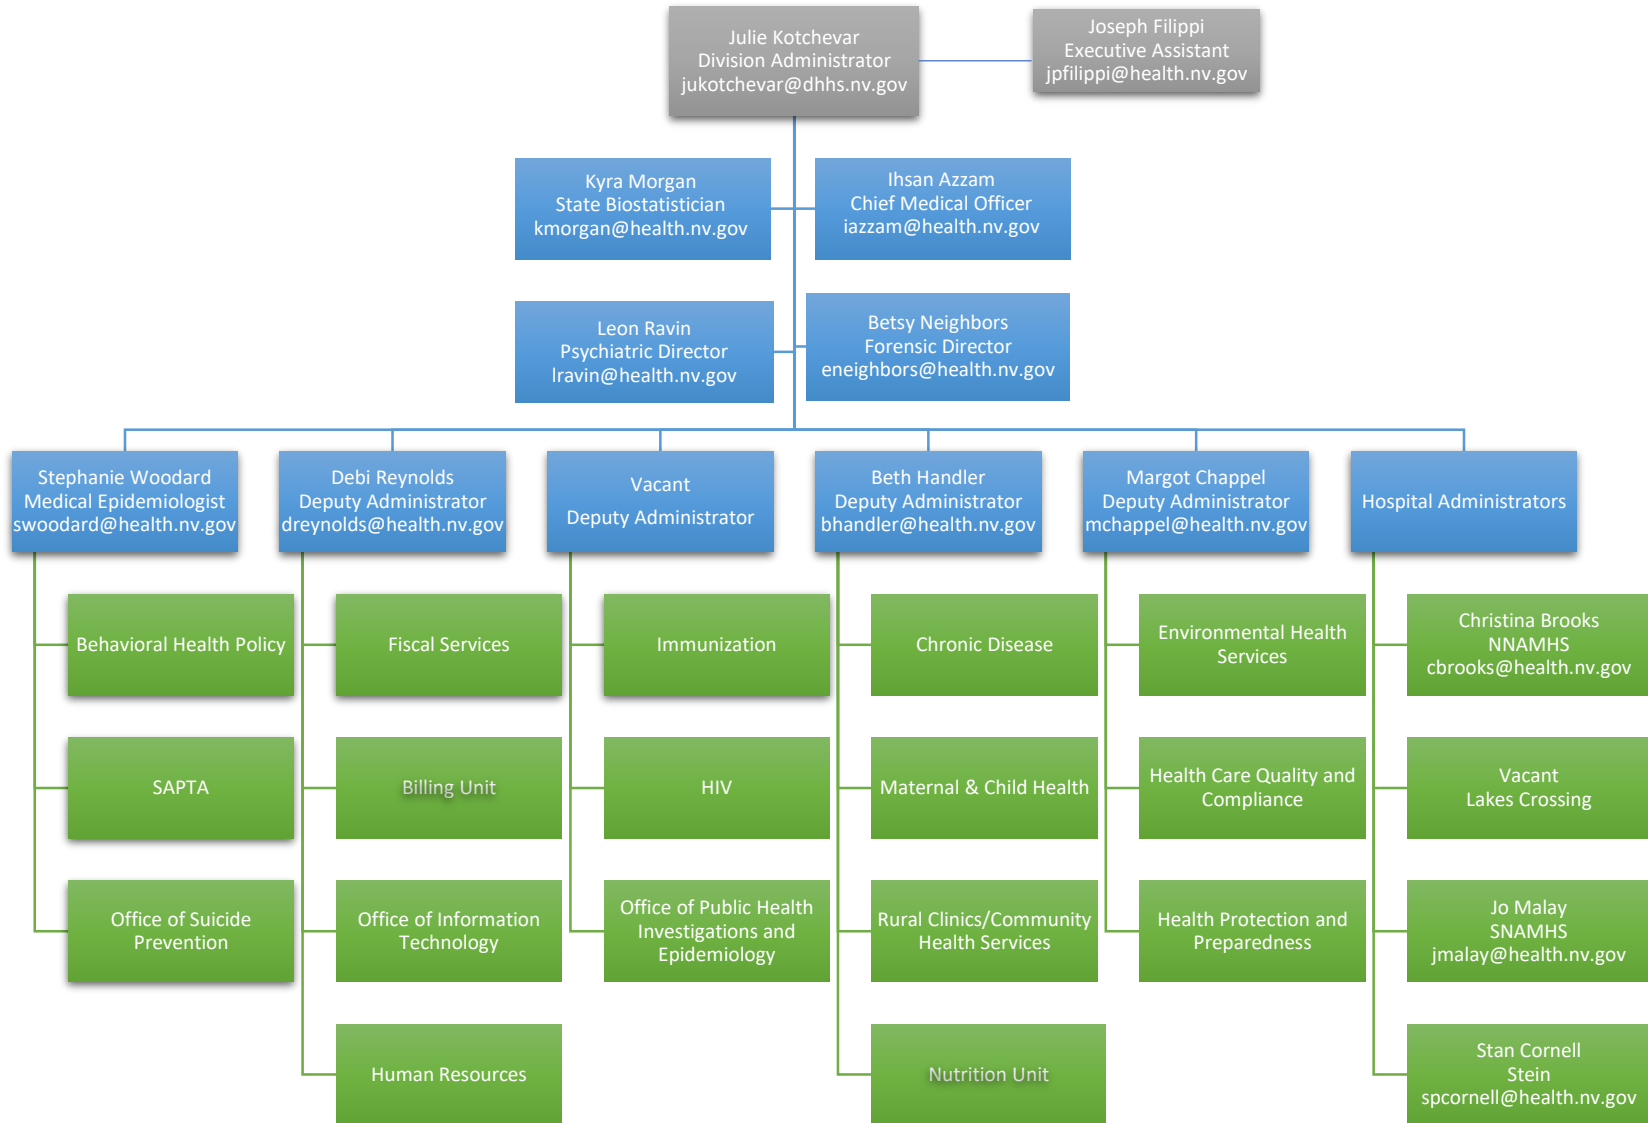 Julie Kotchevar
Division Administrator
jukotchevar@dhhs.nv.gov
Joseph Filippi
Executive Assistant
jpfilippi@health.nv.gov
Kyra Morgan
State Biostatistician
kmorgan@health.nv.gov
Ihsan Azzam
Chief Medical Officer
iazzam@health.nv.gov
Leon Ravin
Psychiatric Director
lravin@health.nv.gov
Betsy Neighbors
Forensic Director
eneighbors@health.nv.gov
Stephanie Woodard
Medical Epidemiologist
swoodard@health.nv.gov
Debi Reynolds
Deputy Administrator
dreynolds@health.nv.gov
Vacant
Deputy Administrator
Beth Handler
Deputy Administrator
bhandler@health.nv.gov
Margot Chappel
Deputy Administrator
mchappel@health.nv.gov
Hospital Administrators
Behavioral Health Policy
Fiscal Services
Immunization
Chronic Disease
Environmental Health
Services
Christina Brooks
NNAMHS
cbrooks@health.nv.gov
SAPTA
Billing Unit
HIV
Maternal & Child Health
Health Care Quality and
Compliance
Vacant
Lakes Crossing
Office of Suicide
Prevention
Office of Information
Technology
Office of Public Health
Investigations and
Epidemiology
Rural Clinics/Community
Health Services
Health Protection and
Preparedness
Jo Malay
SNAMHS
jmalay@health.nv.gov
Human Resources
Nutrition Unit
Stan Cornell
Stein
spcornell@health.nv.gov